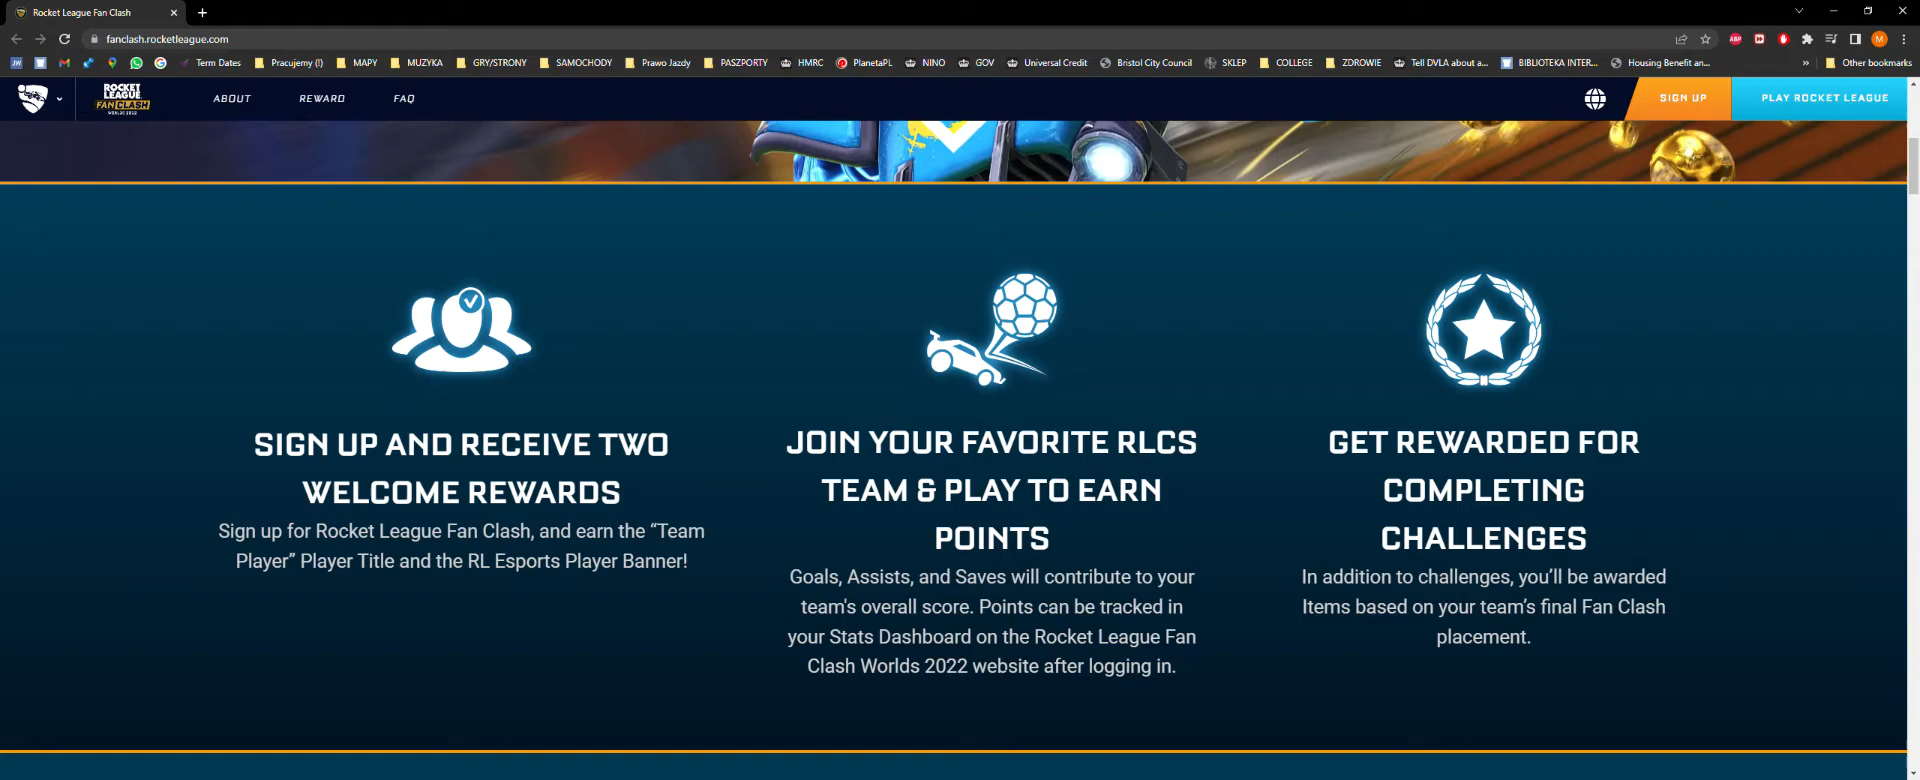 Rocket League Fan Clash
fanclash.rocketleague.com
JW
Term Dates
Pracujemy (!)
MAPY
MUZYKA
GRY/STRONY
SAMOCHODY
Prawo Jazdy
PASZPORTY
HMRC
PlanetaPL
NINO
GOV
Universal Credit
Bristol City Council
SKLEP
COLLEGE
ZDROWIE
Tell DVLA about a...
BIBLIOTEKA INTER...
Housing Benefit an...
»
Other bookmarks
ABP
M
ROCKET
LEAGUE
FAN CLASH
WORLDS 2022
ABOUT
REWARD
FAQ
SIGN UP
PLAY ROCKET LEAGUE
SIGN UP AND RECEIVE TWO
WELCOME REWARDS
Sign up for Rocket League Fan Clash, and earn the “Team
Player” Player Title and the RL Esports Player Banner!
JOIN YOUR FAVORITE RLCS
TEAM & PLAY TO EARN
POINTS
Goals, Assists, and Saves will contribute to your
team's overall score. Points can be tracked in
your Stats Dashboard on the Rocket League Fan
Clash Worlds 2022 website after logging in.
GET REWARDED FOR
COMPLETING
CHALLENGES
In addition to challenges, you’ll be awarded
Items based on your team’s final Fan Clash
placement.